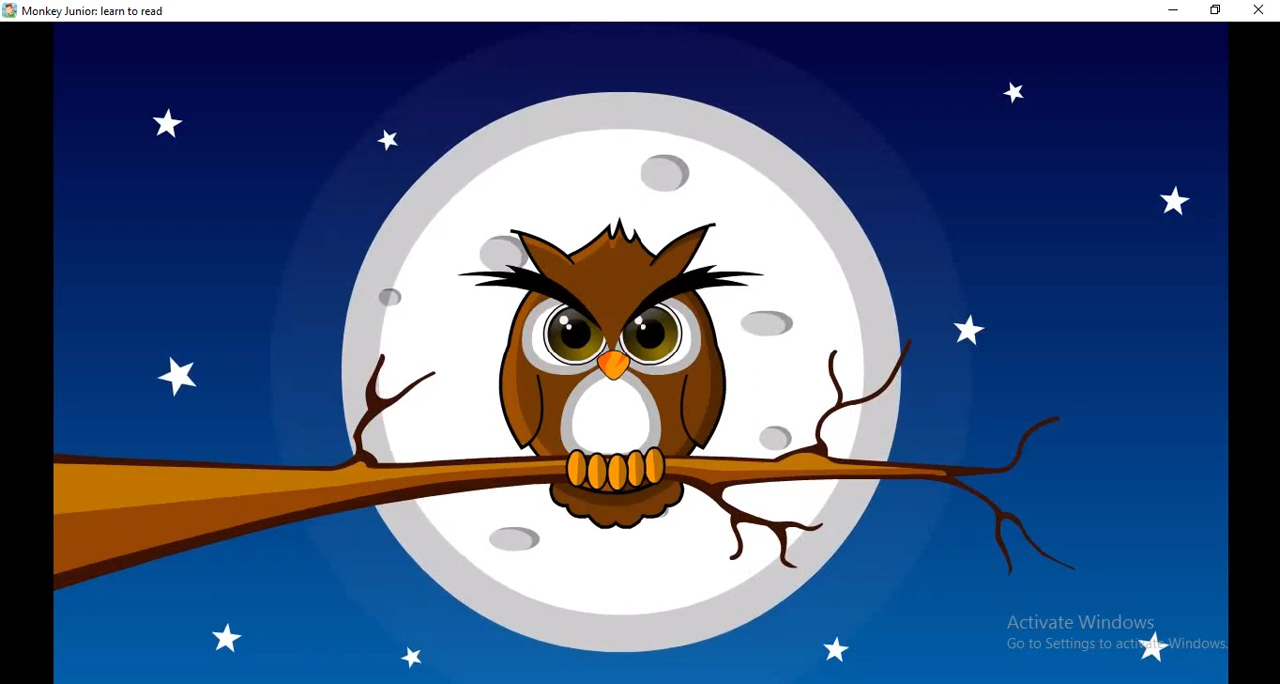 Monkey Junior: learn to read
Activate Windows
Go to Settings to activate Windows.